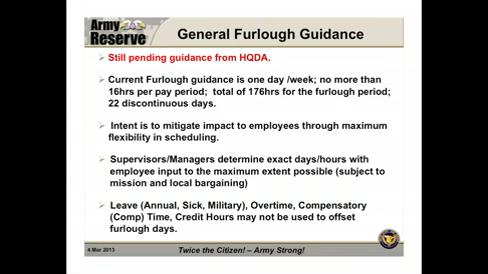 Army
Reserve
General Furlough Guidance
Still pending guidance from HQDA.
Current Furlough guidance is one day /week; no more than
16hrs per pay period; total of 176hrs for the furlough period;
22 discontinuous days.
Intent is to mitigate impact to employees through maximum
flexibility in scheduling.
Supervisors/Managers determine exact days/hours with
employee input to the maximum extent possible (subject to
mission and local bargaining)
Leave (Annual, Sick, Military), Overtime, Compensatory
(Comp) Time, Credit Hours may not be used to offset
furlough days.
4 Mar 2013
Twice the Citizen! – Army Strong!